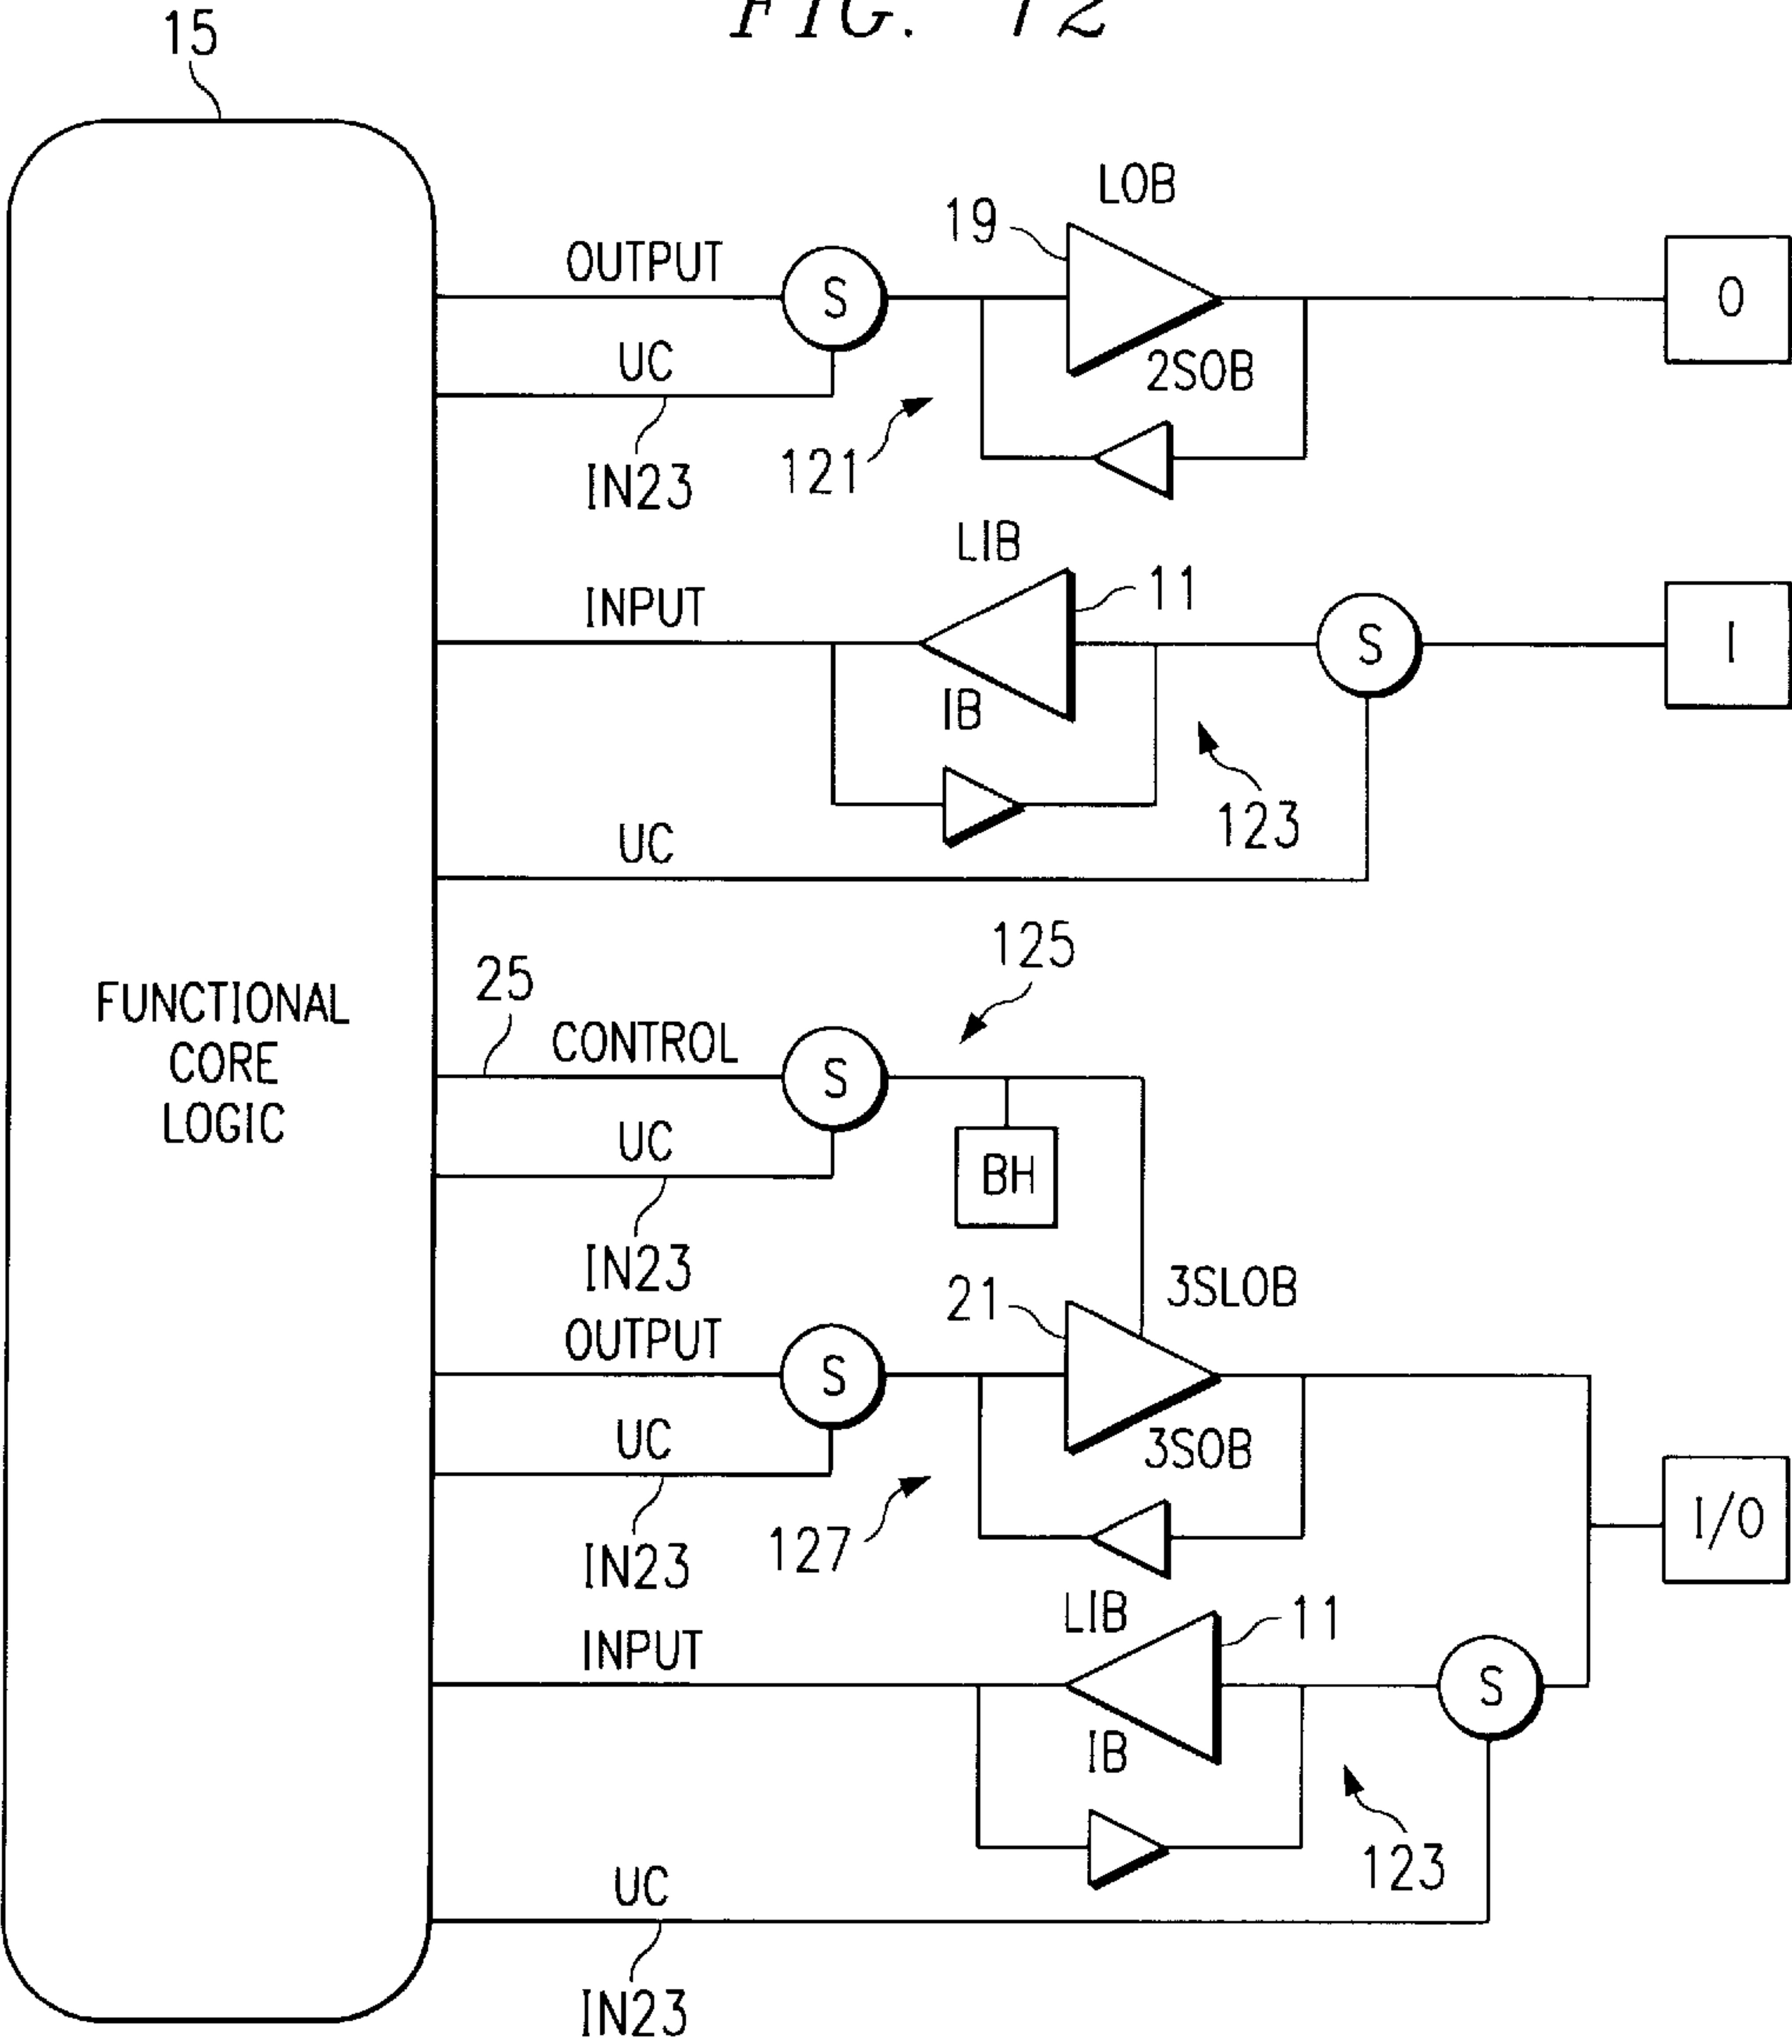 FIG. 12
15
LOB
19
OUTPUT
S
O
UC
2SOB
121
IN23
LIB
11
INPUT
S
I
IB
123
UC
125
25
CONTROL
S
FUNCTIONAL
CORE
LOGIC
UC
BH
IN23
3SLOB
21
OUTPUT
S
UC
3SOB
I/O
127
IN23
LIB
11
INPUT
S
IB
123
UC
IN23